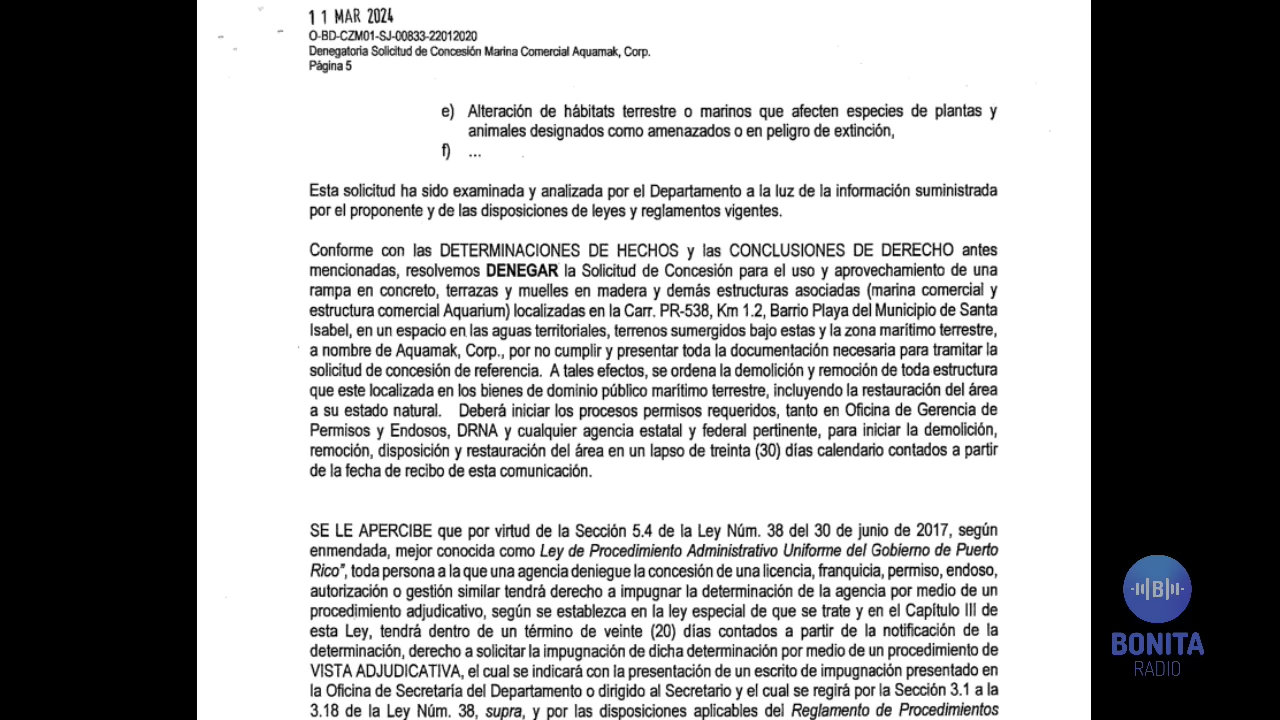 11 MAR 2024
O-BD-CZM01-SJ-00833-22012020
Denegatoria Solicitud de Concesión Marina Comercial Aquamak, Corp.
Página 5
e) Alteración de hábitats terrestre o marinos que afecten especies de plantas y
animales designados como amenazados o en peligro de extinción,
f) ...
Esta solicitud ha sido examinada y analizada por el Departamento a la luz de la información suministrada
por el proponente y de las disposiciones de leyes y reglamentos vigentes.
Conforme con las DETERMINACIONES DE HECHOS y las CONCLUSIONES DE DERECHO antes
mencionadas, resolvemos DENEGAR la Solicitud de Concesión para el uso y aprovechamiento de una
rampa en concreto, terrazas y muelles en madera y demás estructuras asociadas (marina comercial y
estructura comercial Aquarium) localizadas en la Carr. PR-538, Km 1.2, Barrio Playa del Municipio de Santa
Isabel, en un espacio en las aguas territoriales, terrenos sumergidos bajo estas y la zona marítimo terrestre,
a nombre de Aquamak, Corp., por no cumplir y presentar toda la documentación necesaria para tramitar la
solicitud de concesión de referencia. A tales efectos, se ordena la demolición y remoción de toda estructura
que este localizada en los bienes de dominio público marítimo terrestre, incluyendo la restauración del área
a su estado natural. Deberá iniciar los procesos permisos requeridos, tanto en Oficina de Gerencia de
Permisos y Endosos, DRNA y cualquier agencia estatal y federal pertinente, para iniciar la demolición,
remoción, disposición y restauración del área en un lapso de treinta (30) días calendario contados a partir
de la fecha de recibo de esta comunicación.
SE LE APERCIBE que por virtud de la Sección 5.4 de la Ley Núm. 38 del 30 de junio de 2017, según
enmendada, mejor conocida como Ley de Procedimiento Administrativo Uniforme del Gobierno de Puerto
Rico", toda persona a la que una agencia deniegue la concesión de una licencia, franquicia, permiso, endoso,
autorización o gestión similar tendrá derecho a impugnar la determinación de la agencia por medio de un
procedimiento adjudicativo, según se establezca en la ley especial de que se trate y en el Capítulo III de
esta Ley, tendrá dentro de un término de veinte (20) días contados a partir de la notificación de la
determinación, derecho a solicitar la impugnación de dicha determinación por medio de un procedimiento de
VISTA ADJUDICATIVA, el cual se indicará con la presentación de un escrito de impugnación presentado en
la Oficina de Secretaría del Departamento o dirigido al Secretario y el cual se regirá por la Sección 3.1 a la
3.18 de la Ley Núm. 38, supra, y por las disposiciones aplicables del Reglamento de Procedimientos
B
BONITA
RADIO